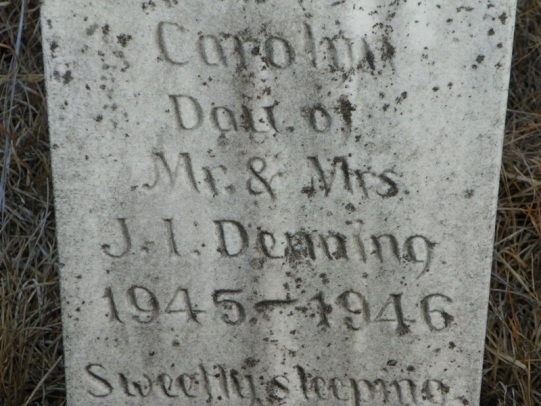 Carolyn
Dau. of
Mr. & Mrs.
J. I. Denning
1945-1946
Sweetly sleeping.